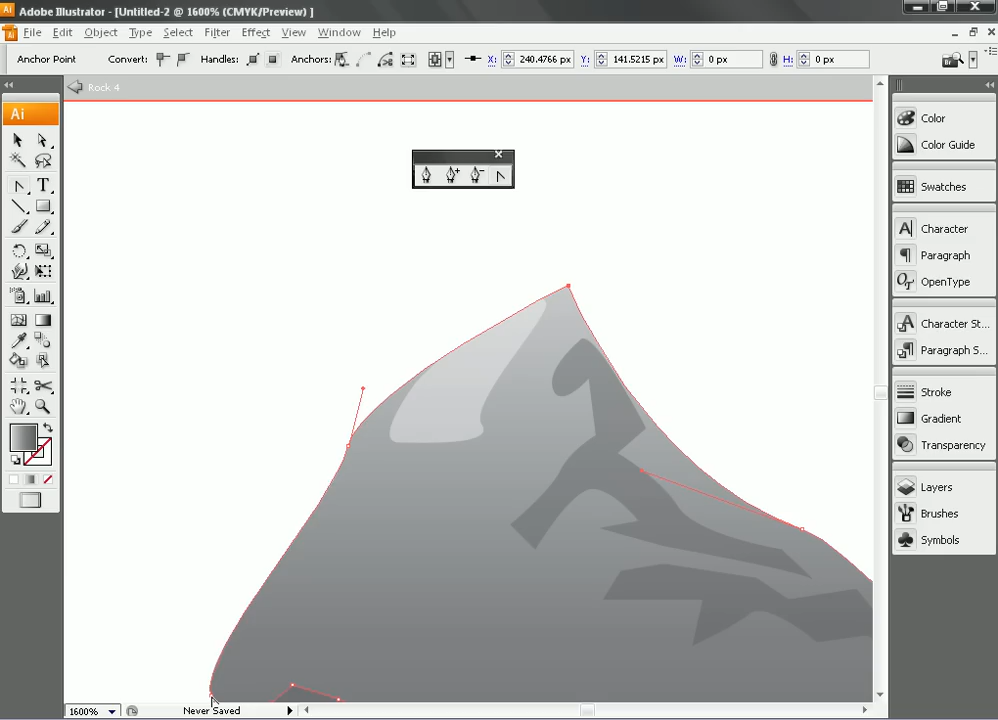 Ai Adobe Illustrator - [Untitled-2 @ 1600% (CMYK/Preview) ]
File Edit Object Type Select Filter Effect View Window Help
Anchor Point Convert: Handles: Anchors: X: 240.4766 px Y: 141.5215 px W: 0 px H: 0 px
Rock 4
Ai
Color
Color Guide
Swatches
Character
Paragraph
OpenType
Character St...
Paragraph S...
Stroke
Gradient
Transparency
Layers
Brushes
Symbols
1600% Never Saved